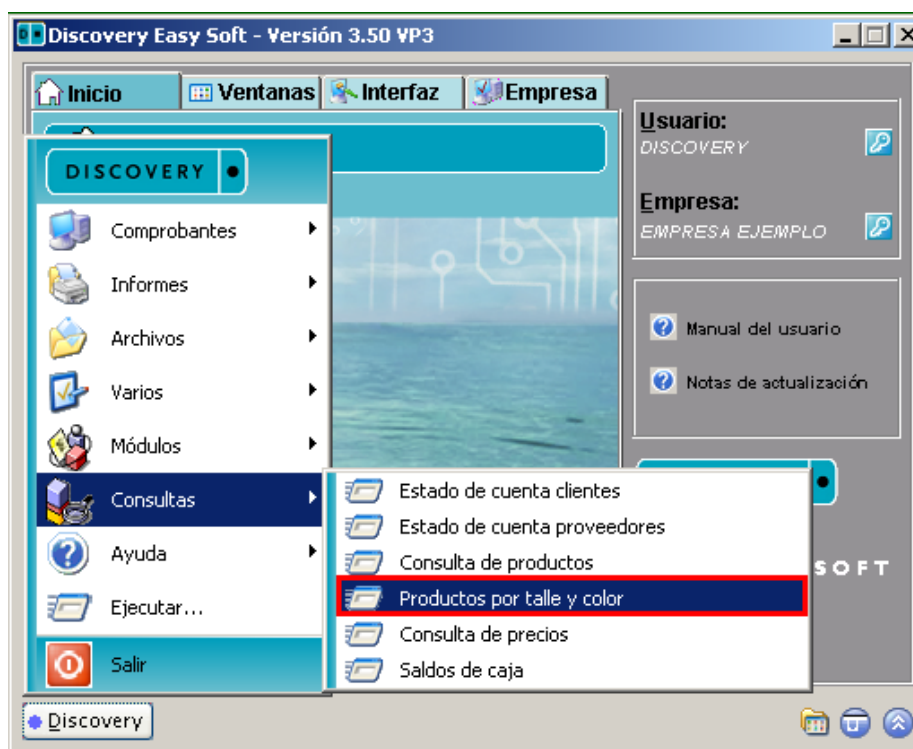 Discovery Easy Soft - Versión 3.50 VP3
Inicio
Ventanas
Interfaz
Empresa
Usuario:
DISCOVERY
Empresa:
EMPRESA EJEMPLO
Manual del usuario
Notas de actualización
SOFT
DISCOVERY
Comprobantes
Informes
Archivos
Varios
Módulos
Consultas
Ayuda
Ejecutar...
Salir
Estado de cuenta clientes
Estado de cuenta proveedores
Consulta de productos
Productos por talle y color
Consulta de precios
Saldos de caja
Discovery